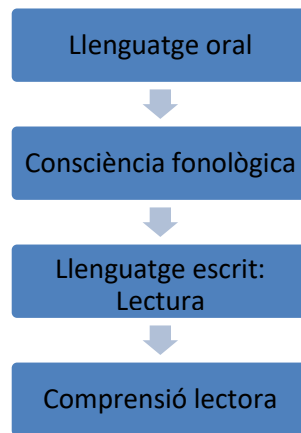 Llenguatge oral
Consciència fonològica
Llenguatge escrit:
Lectura
Comprensió lectora